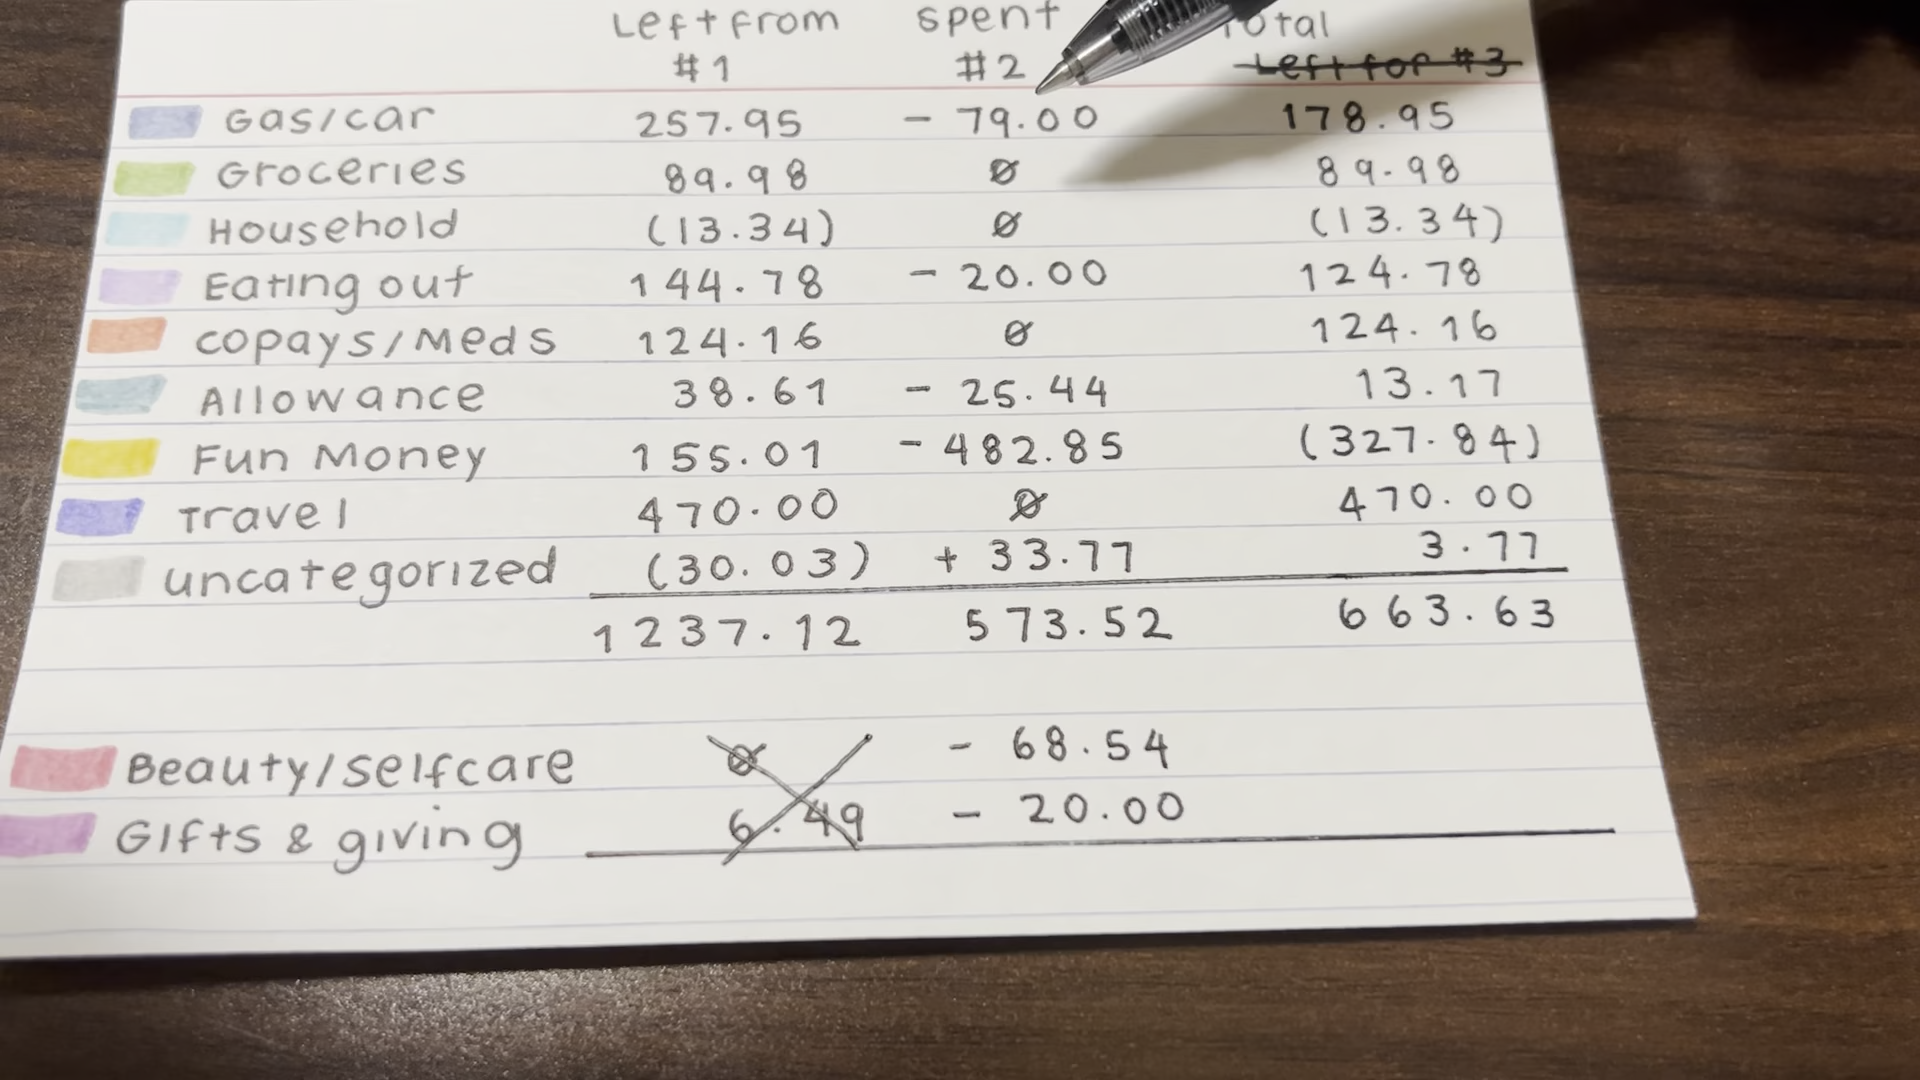 Left from spent Total
#1 #2 Left for #3
Gas/car 257.95 - 79.00 178.95
Groceries 89.98 Ø 89.98
Household (13.34) Ø (13.34)
Eating out 144.78 - 20.00 124.78
copays/Meds 124.16 Ø 124.16
Allowance 38.61 - 25.44 13.17
Fun Money 155.01 - 482.85 (327.84)
Travel 470.00 Ø 470.00
uncategorized (30.03) + 33.77 3.77
1237.12 573.52 663.63
Beauty/selfcare Ø - 68.54
Gifts & giving 6.49 - 20.00